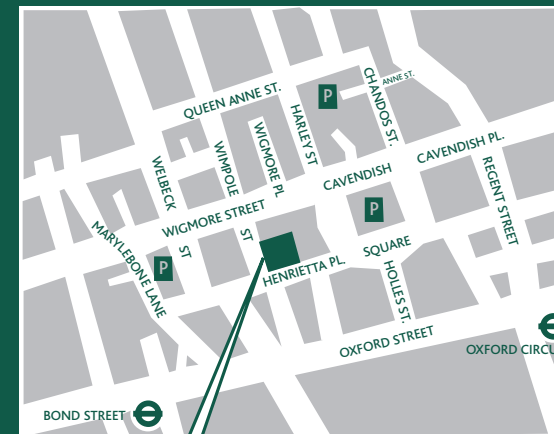 QUEEN ANNE ST.
P
ANNE ST.
CHANDOS ST.
HARLEY ST
WIGMORE PL
WIMPOLE ST
WELBECK ST
CAVENDISH PL.
CAVENDISH SQUARE
P
REGENT STREET
WIGMORE STREET
MARYLEBONE LANE
P
HENRIETTA PL.
HOLLES ST.
OXFORD STREET
OXFORD CIRCU
BOND STREET